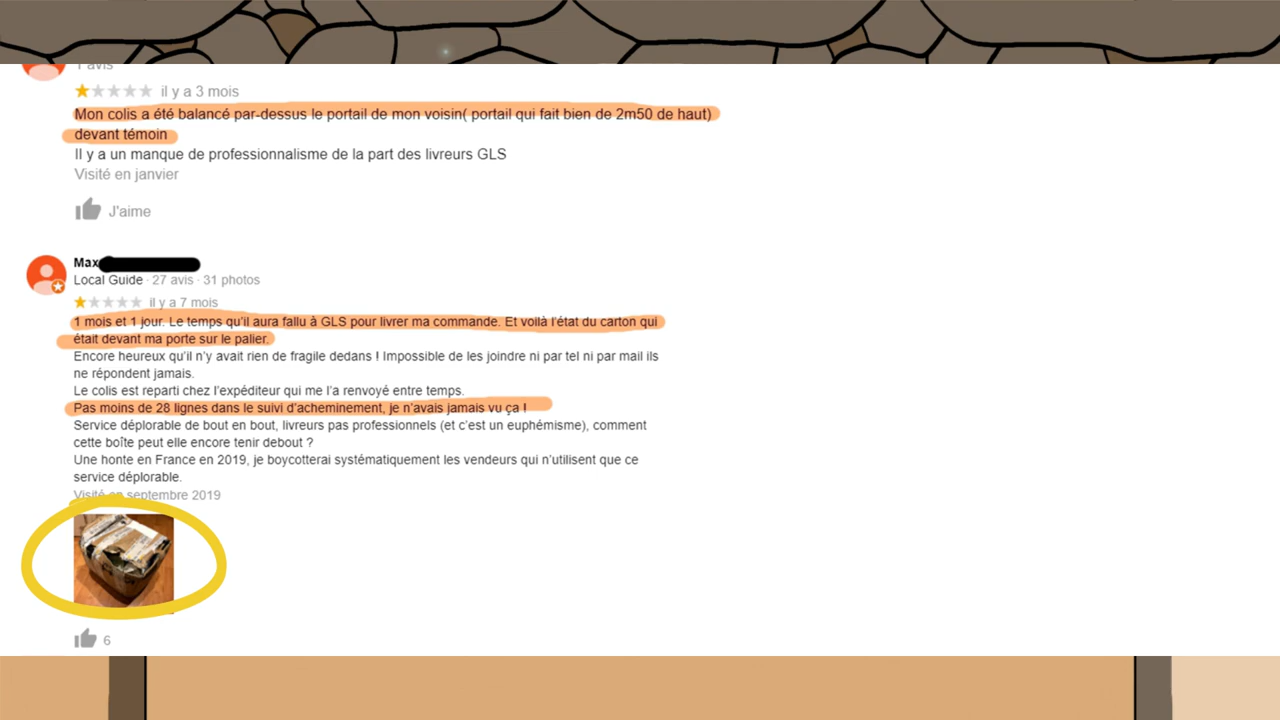 1 avis
il y a 3 mois
Mon colis a été balancé par-dessus le portail de mon voisin( portail qui fait bien de 2m50 de haut)
devant témoin
Il y a un manque de professionnalisme de la part des livreurs GLS
Visité en janvier
J'aime
Max
Local Guide · 27 avis · 31 photos
il y a 7 mois
1 mois et 1 jour. Le temps qu’il aura fallu à GLS pour livrer ma commande. Et voilà l’état du carton qui
était devant ma porte sur le palier.
Encore heureux qu’il n’y avait rien de fragile dedans ! Impossible de les joindre ni par tel ni par mail ils
ne répondent jamais.
Le colis est reparti chez l’expéditeur qui me l’a renvoyé entre temps.
Pas moins de 28 lignes dans le suivi d’acheminement, je n’avais jamais vu ça !
Service déplorable de bout en bout, livreurs pas professionnels (et c’est un euphémisme), comment
cette boîte peut elle encore tenir debout ?
Une honte en France en 2019, je boycotterai systématiquement les vendeurs qui n’utilisent que ce
service déplorable.
Visité en septembre 2019
6